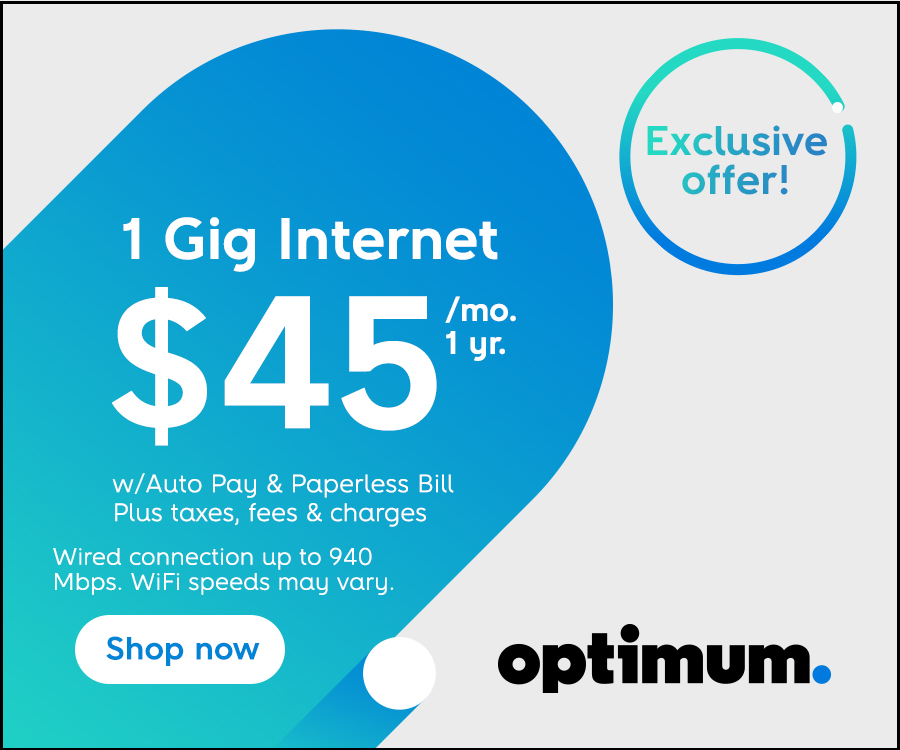 Exclusive
offer!
1 Gig Internet
$45 /mo.
1 yr.
w/Auto Pay & Paperless Bill
Plus taxes, fees & charges
Wired connection up to 940
Mbps. WiFi speeds may vary.
Shop now
optimum.